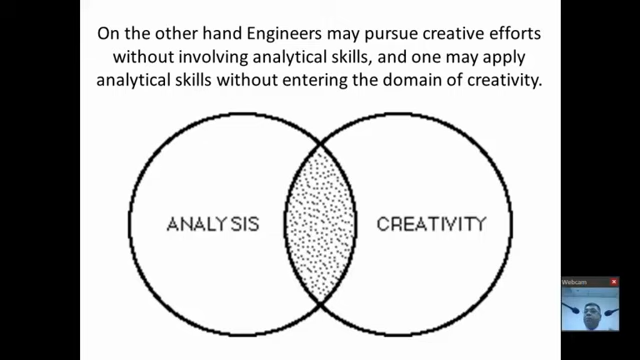 On the other hand Engineers may pursue creative efforts
without involving analytical skills, and one may apply
analytical skills without entering the domain of creativity.
ANALYSIS
CREATIVITY
Webcam